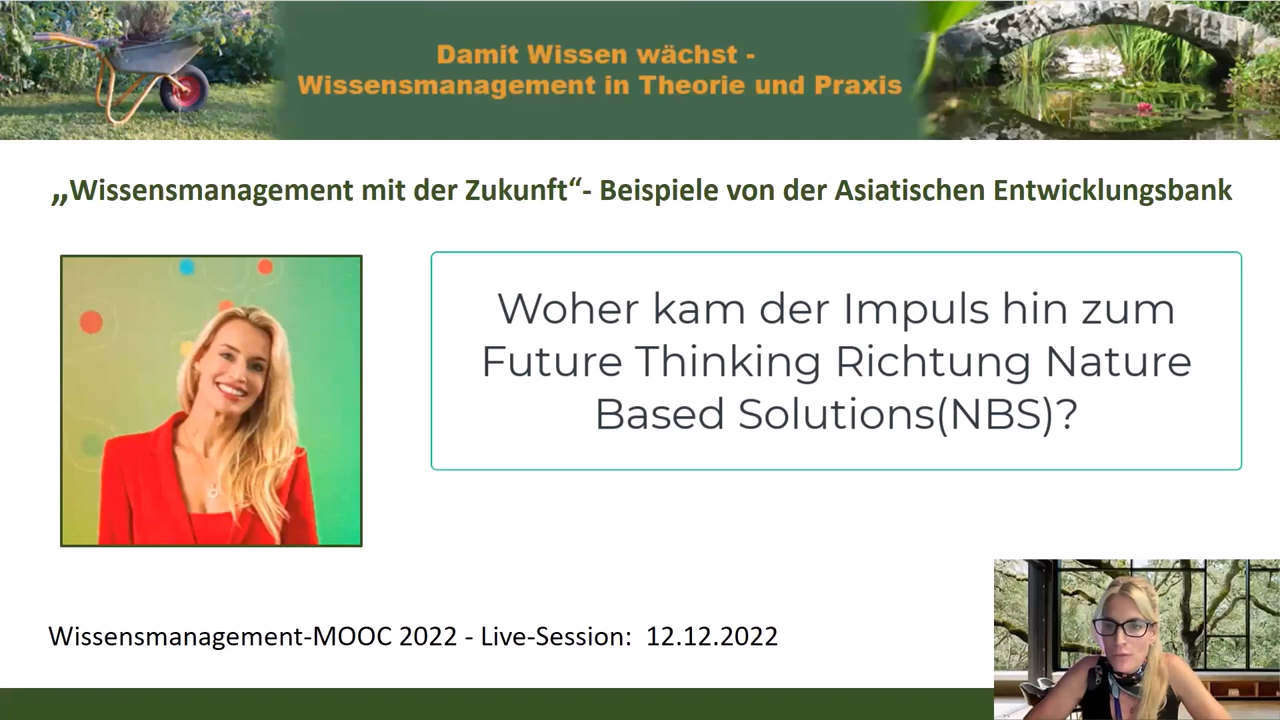 Damit Wissen wächst -
Wissensmanagement in Theorie und Praxis
„Wissensmanagement mit der Zukunft“- Beispiele von der Asiatischen Entwicklungsbank
Woher kam der Impuls hin zum
Future Thinking Richtung Nature
Based Solutions(NBS)?
Wissensmanagement-MOOC 2022 - Live-Session:  12.12.2022